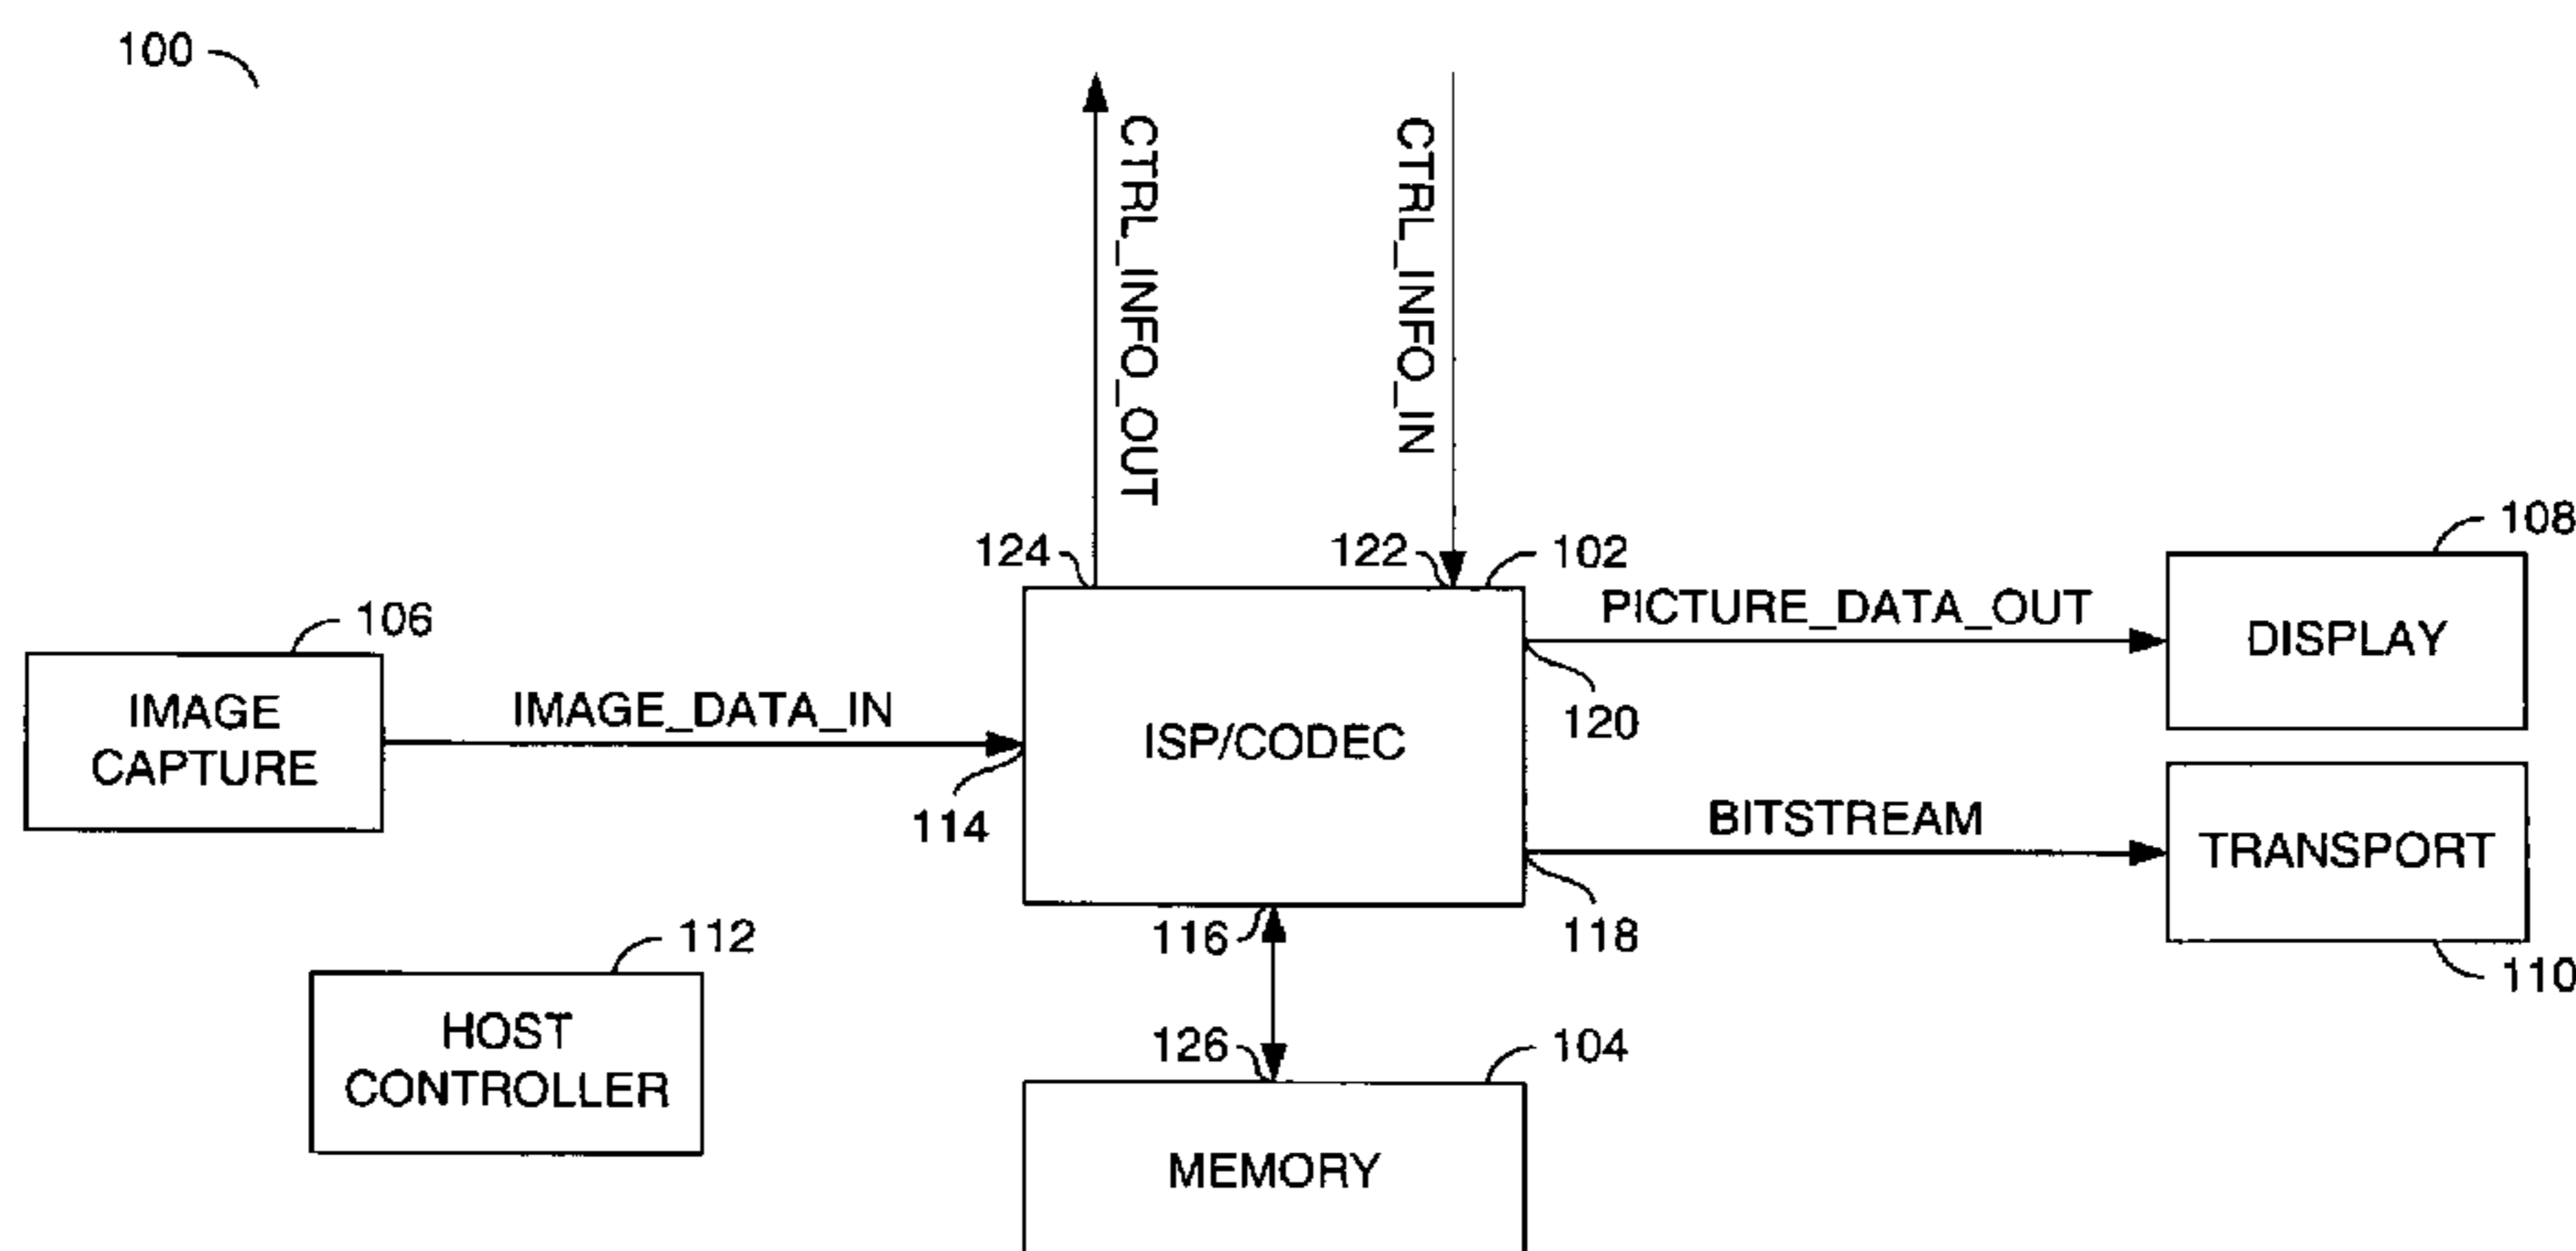 100
CTRL_INFO_OUT
CTRL_INFO_IN
124
122
102
108
PICTURE_DATA_OUT
DISPLAY
106
IMAGE
CAPTURE
IMAGE_DATA_IN
ISP/CODEC
120
114
BITSTREAM
TRANSPORT
112
116
118
110
HOST
CONTROLLER
126
104
MEMORY